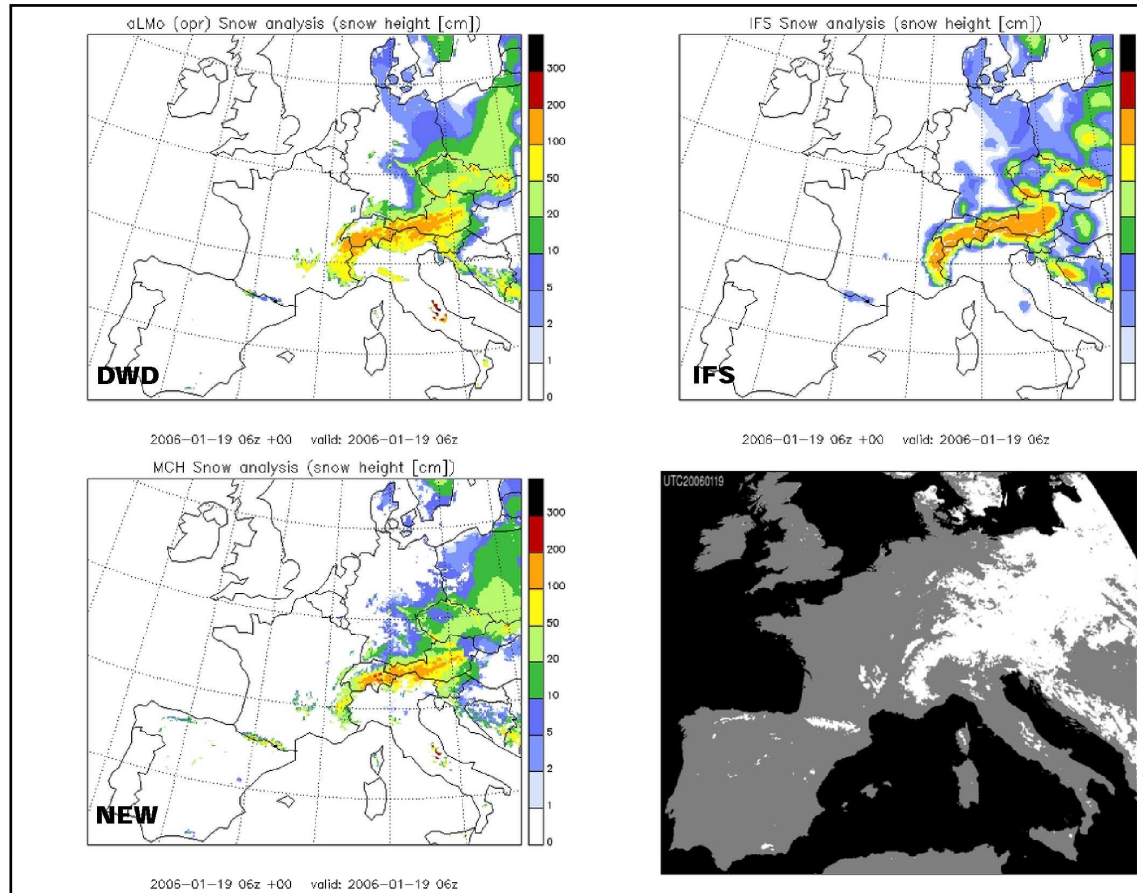 aLMo (opr) Snow analysis (snow height [cm])
300
200
100
50
20
10
5
2
1
0
DWD
2006-01-19 06z +00 valid: 2006-01-19 06z
IFS Snow analysis (snow height [cm])
IFS
2006-01-19 06z +00 valid: 2006-01-19 06z
MCH Snow analysis (snow height [cm])
300
200
100
50
20
10
5
2
1
0
NEW
2006-01-19 06z +00 valid: 2006-01-19 06z
UTC20060119